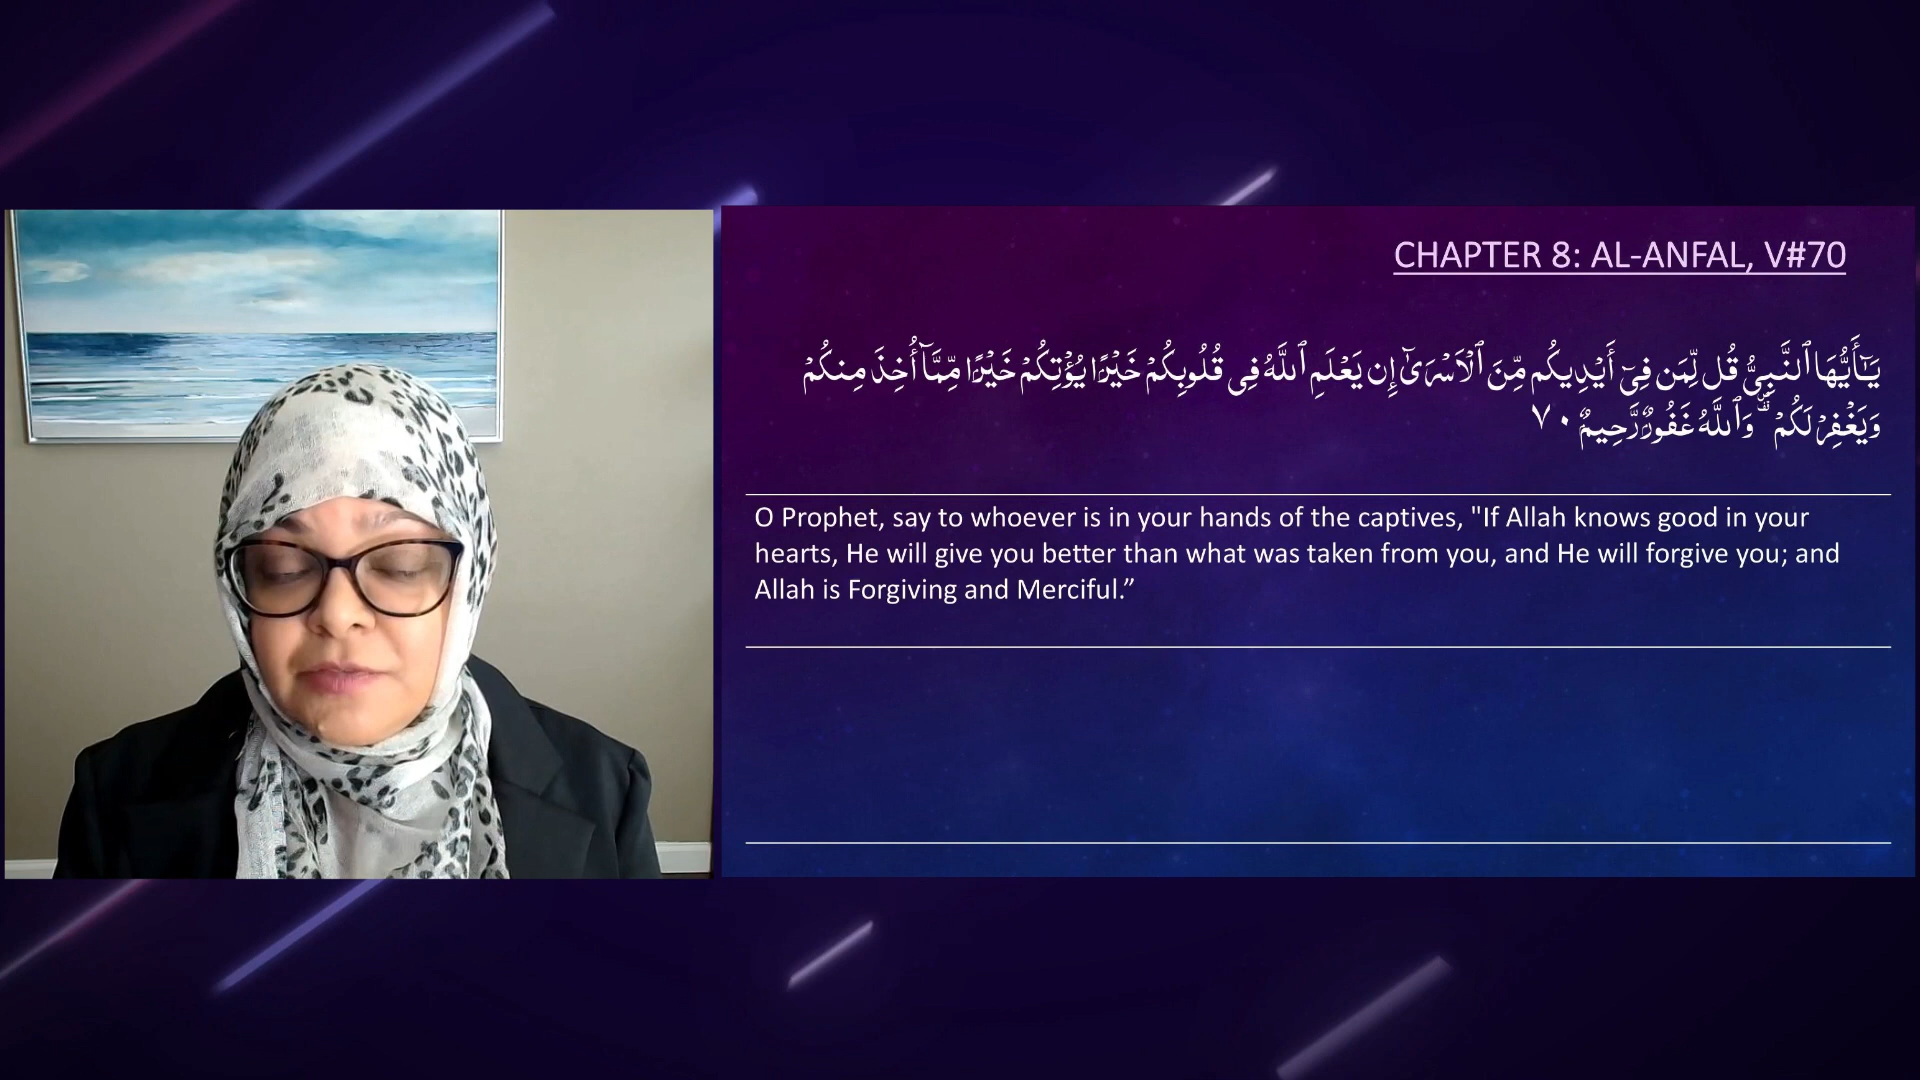 CHAPTER 8: AL-ANFAL, V#70
يَـٰٓأَيُّهَا ٱلنَّبِىُّ قُل لِّمَن فِىٓ أَيْدِيكُم مِّنَ ٱلْأَسْرَىٰٓ إِن يَعْلَمِ ٱللَّهُ فِى قُلُوبِكُمْ خَيْرًا يُؤْتِكُمْ خَيْرًا مِّمَّآ أُخِذَ مِنكُمْ
وَيَغْفِرْ لَكُمْ ۗ وَٱللَّهُ غَفُورٌ رَّحِيمٌ ٧٠
O Prophet, say to whoever is in your hands of the captives, "If Allah knows good in your
hearts, He will give you better than what was taken from you, and He will forgive you; and
Allah is Forgiving and Merciful.”